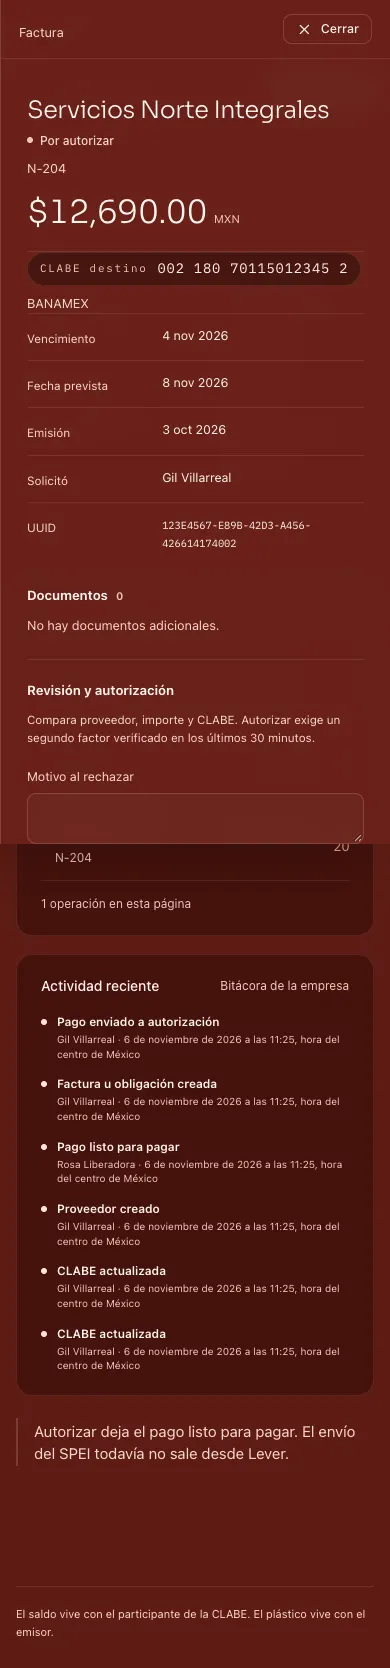 Factura
Cerrar
Servicios Norte Integrales
Por autorizar
N-204
$12,690.00 MXN
CLABE destino 002 180 70115012345 2
BANAMEX
Vencimiento 4 nov 2026
Fecha prevista 8 nov 2026
Emisión 3 oct 2026
Solicitó Gil Villarreal
UUID 123E4567-E89B-42D3-A456-
426614174002
Documentos 0
No hay documentos adicionales.
Revisión y autorización
Compara proveedor, importe y CLABE. Autorizar exige un
segundo factor verificado en los últimos 30 minutos.
Motivo al rechazar
20
N-204
1 operación en esta página
Actividad reciente Bitácora de la empresa
Pago enviado a autorización
Gil Villarreal · 6 de noviembre de 2026 a las 11:25, hora del
centro de México
Factura u obligación creada
Gil Villarreal · 6 de noviembre de 2026 a las 11:25, hora del
centro de México
Pago listo para pagar
Rosa Liberadora · 6 de noviembre de 2026 a las 11:25, hora
del centro de México
Proveedor creado
Gil Villarreal · 6 de noviembre de 2026 a las 11:25, hora del
centro de México
CLABE actualizada
Gil Villarreal · 6 de noviembre de 2026 a las 11:25, hora del
centro de México
CLABE actualizada
Gil Villarreal · 6 de noviembre de 2026 a las 11:25, hora del
centro de México
Autorizar deja el pago listo para pagar. El envío
del SPEI todavía no sale desde Lever.
El saldo vive con el participante de la CLABE. El plástico vive con el
emisor.